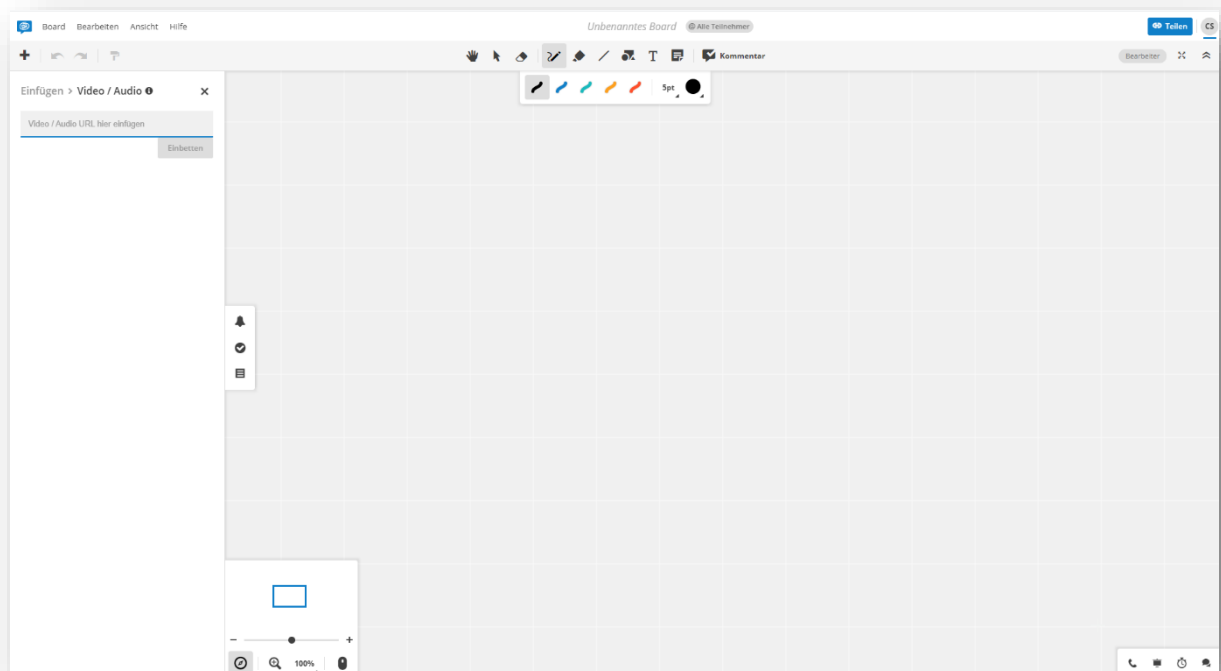 Board Bearbeiten Ansicht Hilfe Unbenanntes Board Alle Teilnehmer Teilen CS
T Kommentar Bearbeiter
Einfügen > Video / Audio
5pt
Video / Audio URL hier einfügen
Einbetten
100%